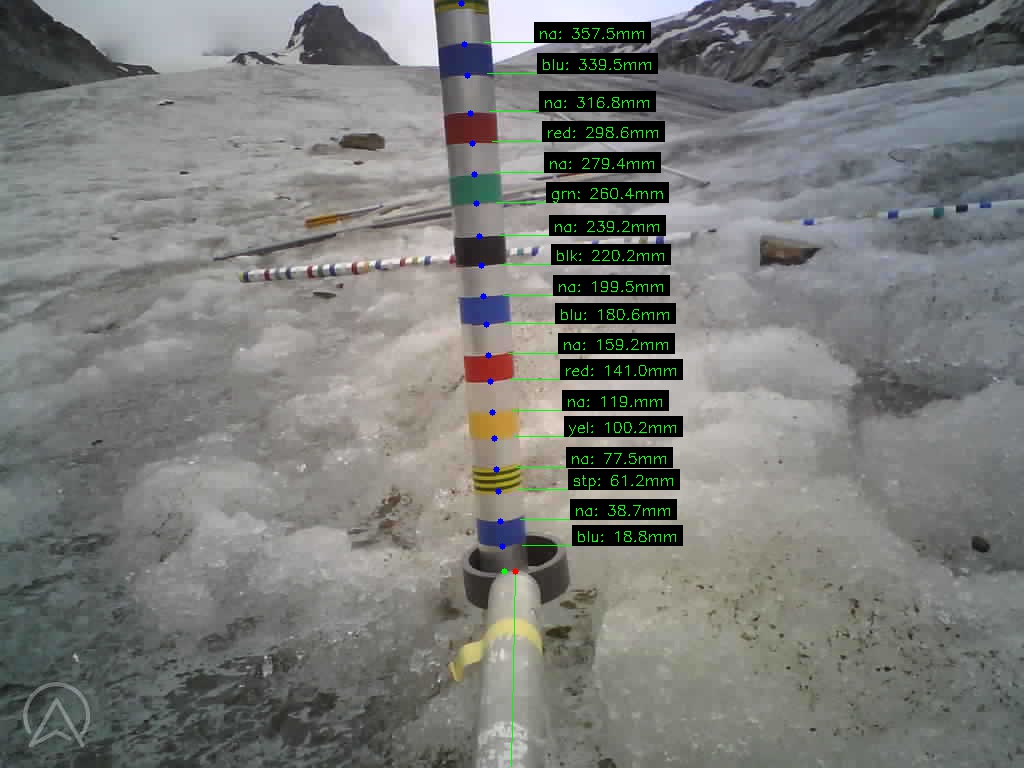 na: 357.5mm
blu: 339.5mm
na: 316.8mm
red: 298.6mm
na: 279.4mm
grn: 260.4mm
na: 239.2mm
blk: 220.2mm
na: 199.5mm
blu: 180.6mm
na: 159.2mm
red: 141.0mm
na: 119.mm
yel: 100.2mm
na: 77.5mm
stp: 61.2mm
na: 38.7mm
blu: 18.8mm